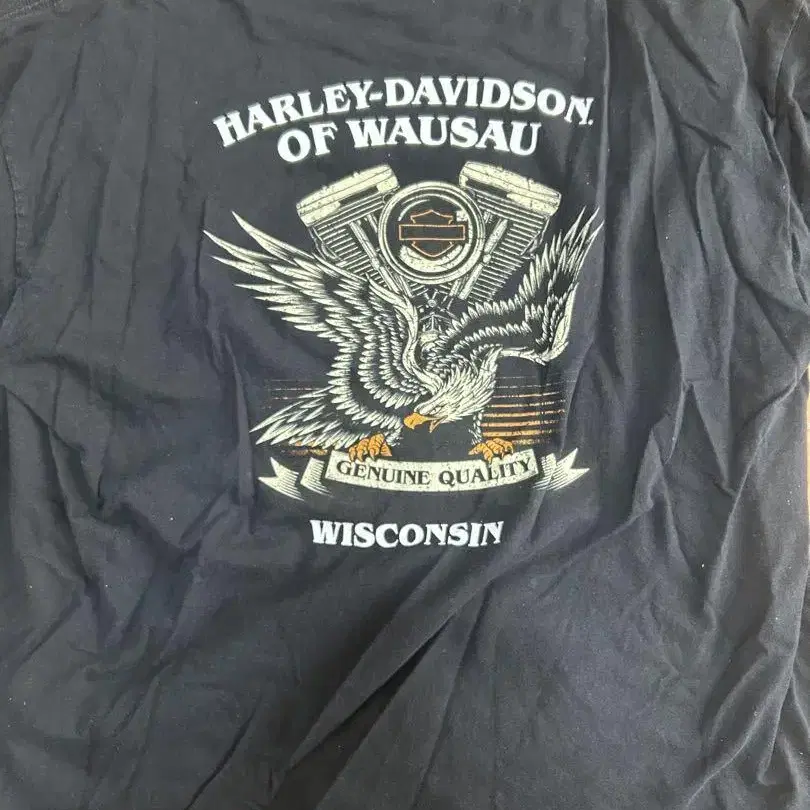 HARLEY-DAVIDSON
OF WAUSAU
GENUINE QUALITY
WISCONSIN